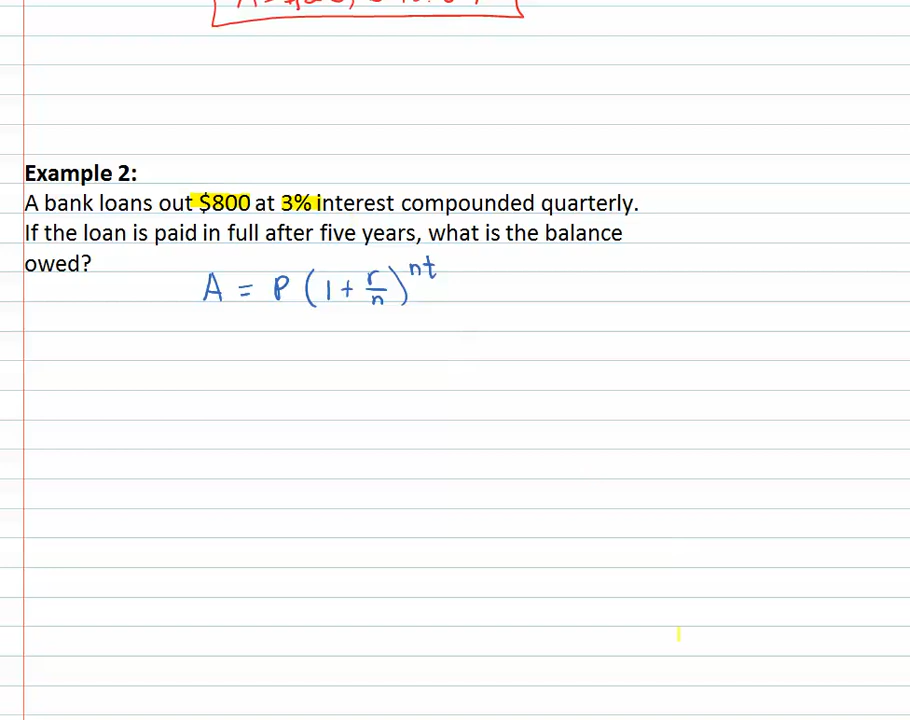 Example 2:
A bank loans out $800 at 3% interest compounded quarterly.
If the loan is paid in full after five years, what is the balance
owed?
A = P (1 + r/n)^nt